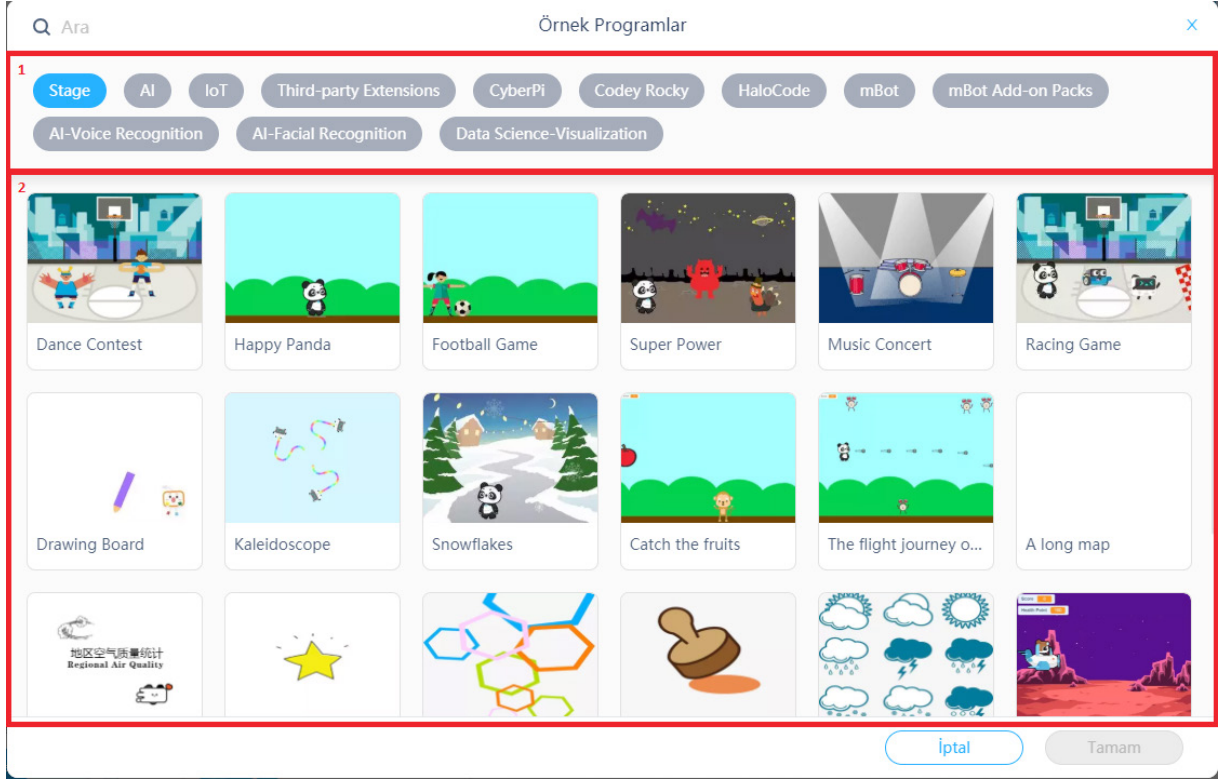 Ara
Örnek Programlar
X
1
Stage
AI
IoT
Third-party Extensions
CyberPi
Codey Rocky
HaloCode
mBot
mBot Add-on Packs
AI-Voice Recognition
AI-Facial Recognition
Data Science-Visualization
2
Dance Contest
Happy Panda
Football Game
Super Power
Music Concert
Racing Game
Drawing Board
Kaleidoscope
Snowflakes
Catch the fruits
The flight journey o...
A long map
地区空气质量统计
Regional Air Quality
Score
Health Point
İptal
Tamam